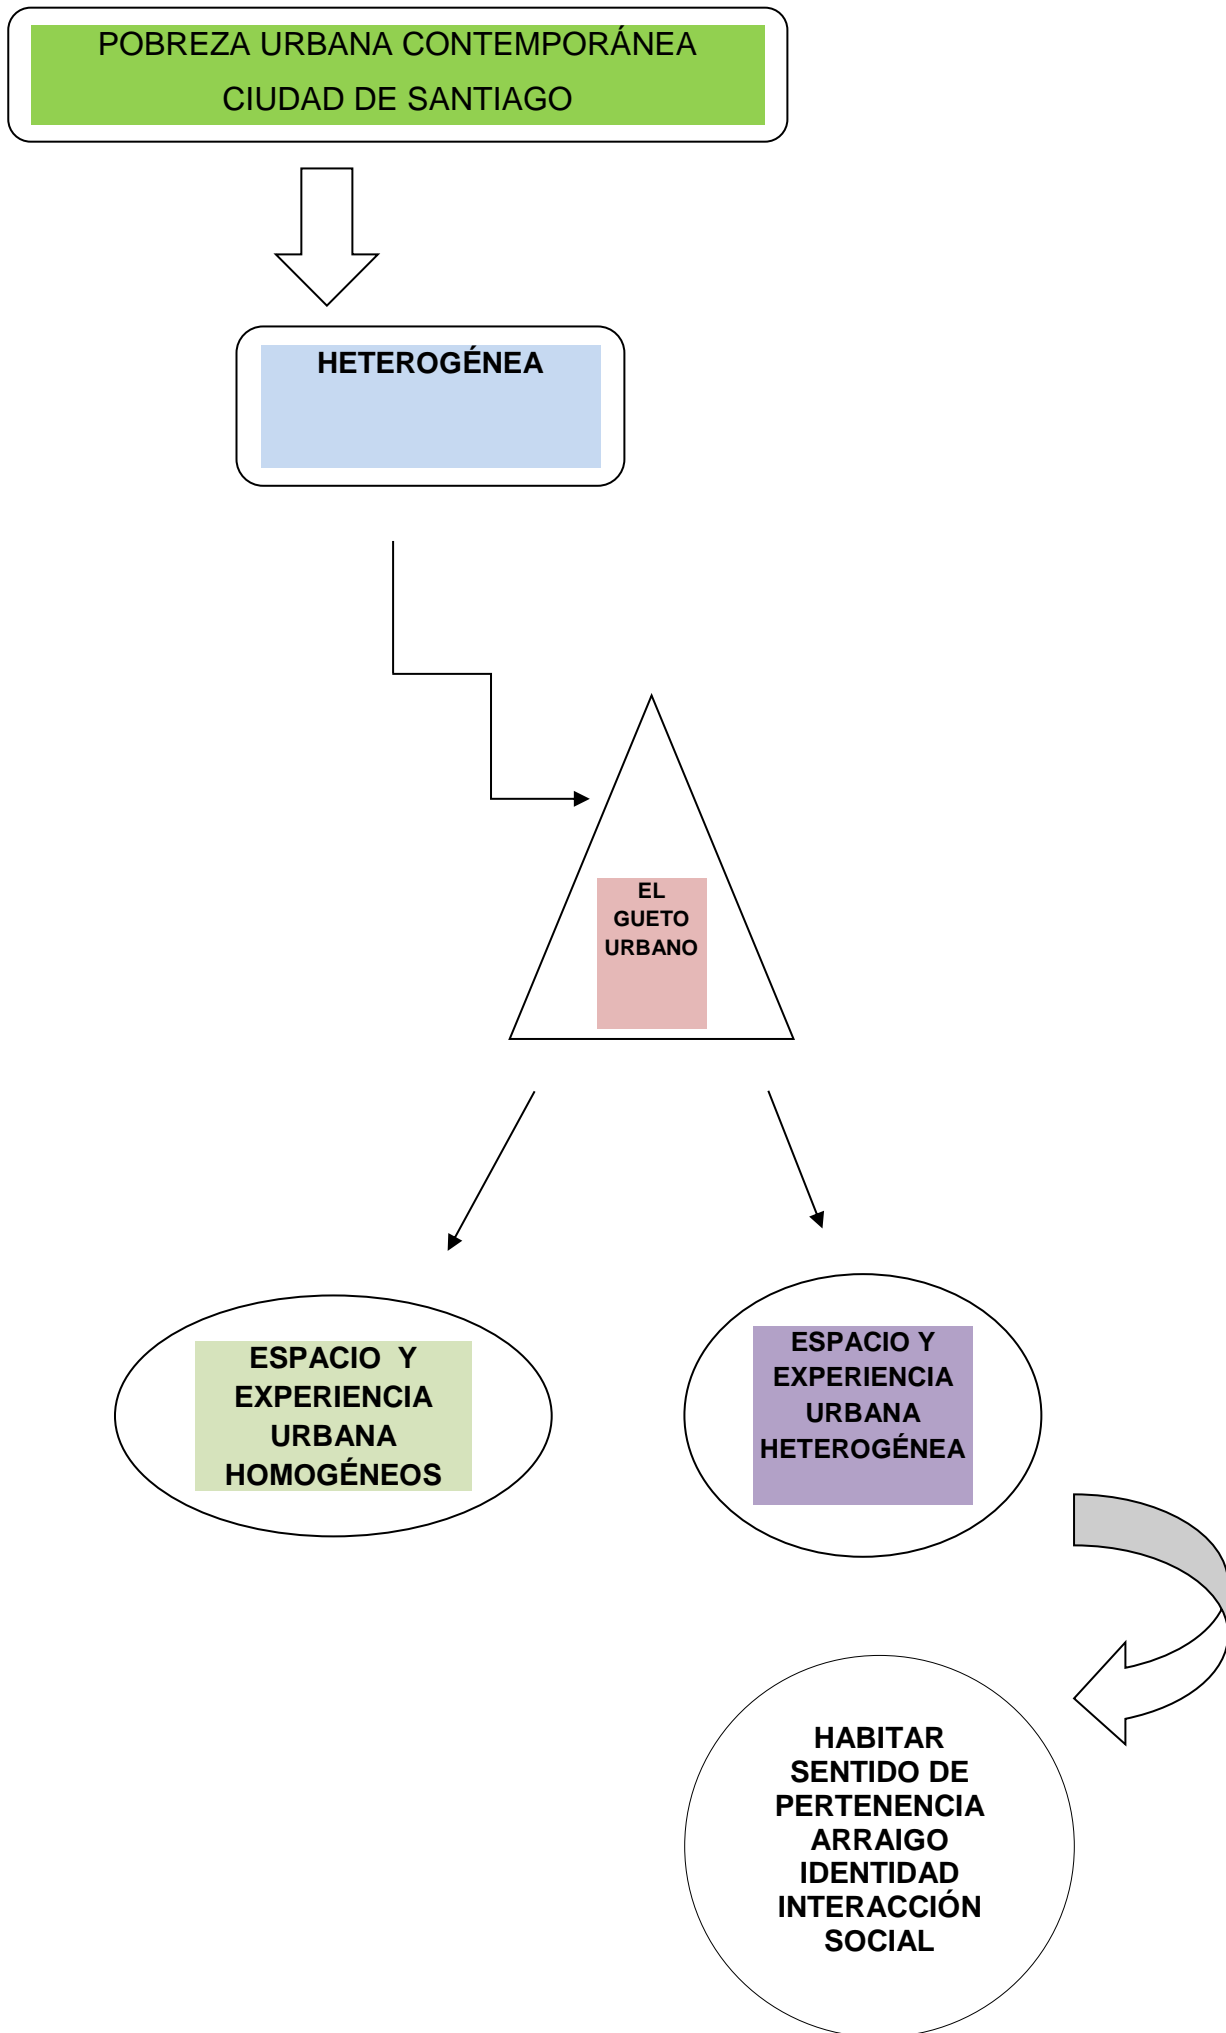 POBREZA URBANA CONTEMPORÁNEA
CIUDAD DE SANTIAGO
HETEROGÉNEA
EL
GUETO
URBANO
ESPACIO Y
EXPERIENCIA
URBANA
HOMOGÉNEOS
ESPACIO Y
EXPERIENCIA
URBANA
HETEROGÉNEA
HABITAR
SENTIDO DE
PERTENENCIA
ARRAIGO
IDENTIDAD
INTERACCIÓN
SOCIAL